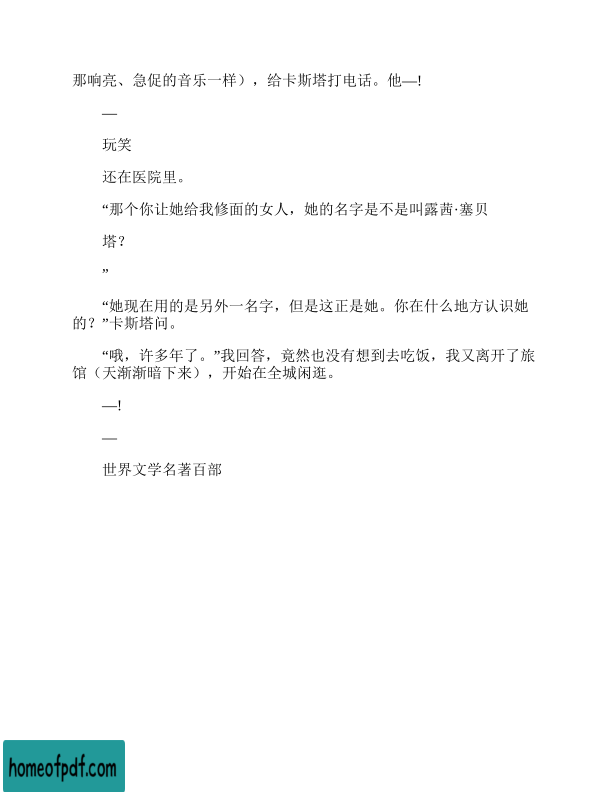 那响亮、急促的音乐一样），给卡斯塔打电话。他—!
—
玩笑
还在医院里。
“那个你让她给我修面的女人，她的名字是不是叫露茜·塞贝
塔？
”
“她现在用的是另外一名字，但是这正是她。你在什么地方认识她
的？”卡斯塔问。
“哦，许多年了。”我回答，竟然也没有想到去吃饭，我又离开了旅
馆（天渐渐暗下来），开始在全城闲逛。
—!
—
世界文学名著百部
homeofpdf.com